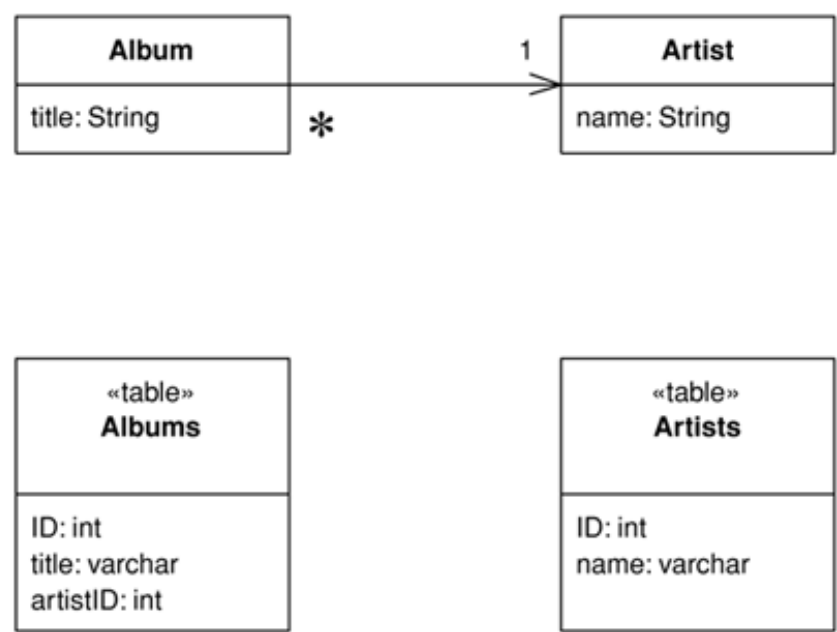 Album
title: String
*
1
Artist
name: String
«table»
Albums
ID: int
title: varchar
artistID: int
«table»
Artists
ID: int
name: varchar